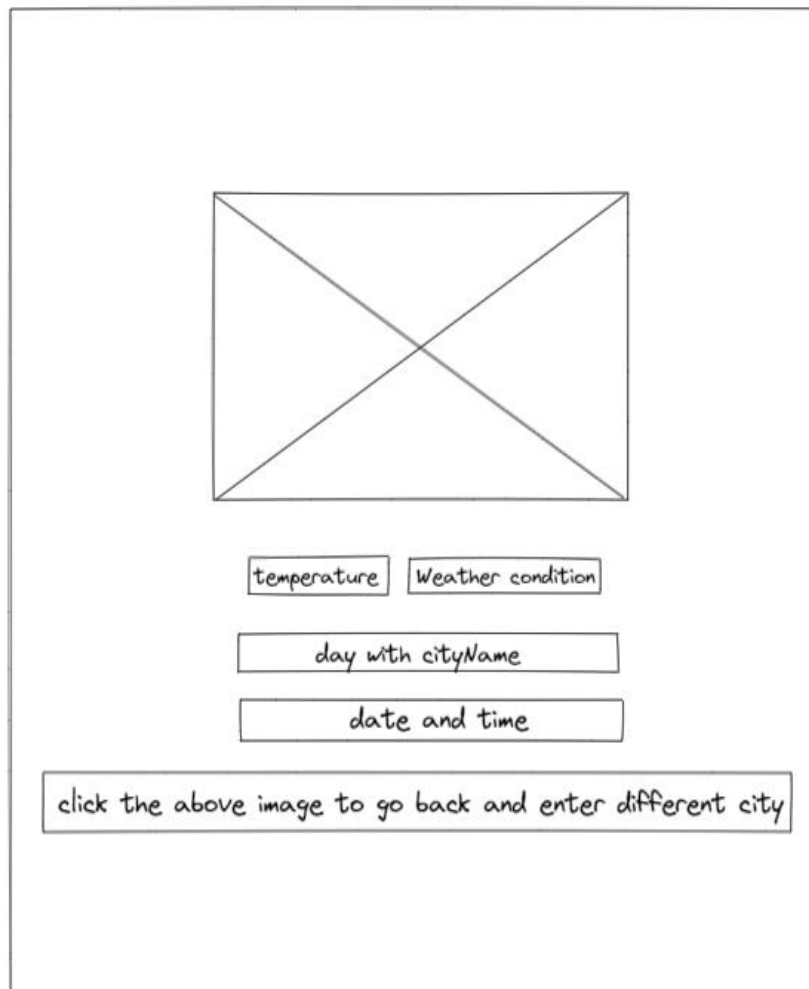 temperature Weather condition
day with cityName
date and time
click the above image to go back and enter different city